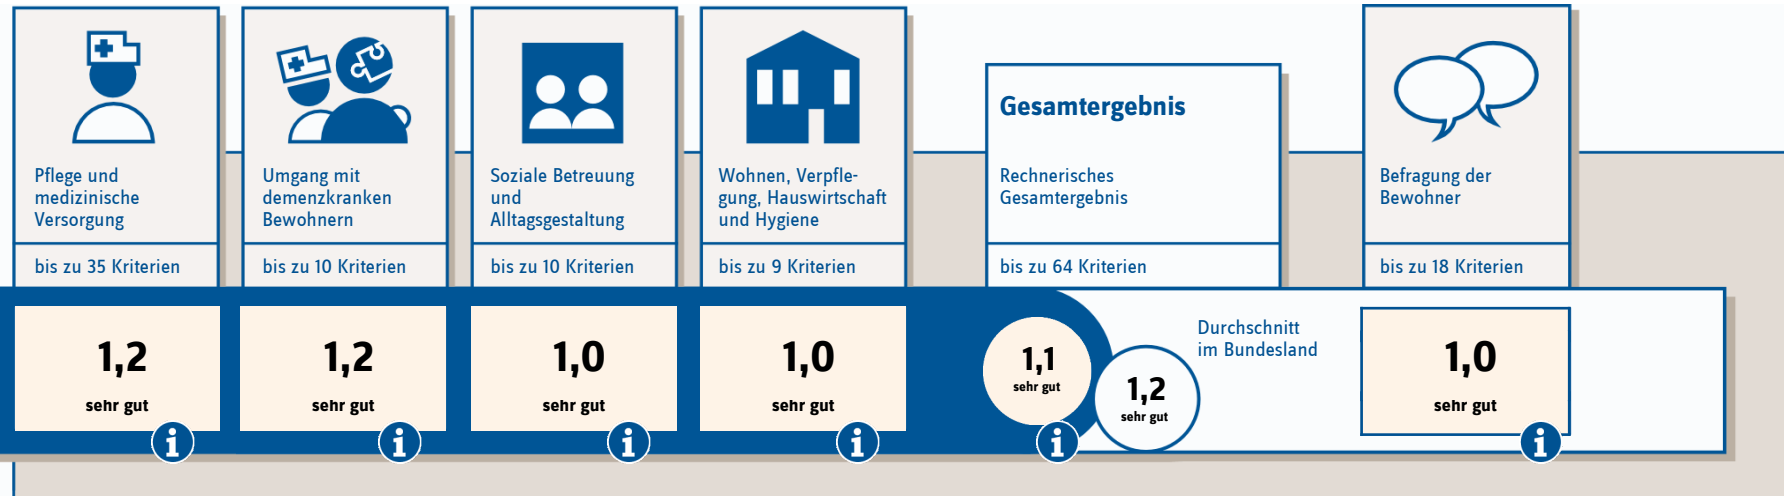 Pflege und
medizinische
Versorgung
bis zu 35 Kriterien
1,2
sehr gut
Umgang mit
demenzkranken
Bewohnern
bis zu 10 Kriterien
1,2
sehr gut
Soziale Betreuung
und
Alltagsgestaltung
bis zu 10 Kriterien
1,0
sehr gut
Wohnen, Verpfle-
gung, Hauswirtschaft
und Hygiene
bis zu 9 Kriterien
1,0
sehr gut
Gesamtergebnis
Rechnerisches
Gesamtergebnis
bis zu 64 Kriterien
1,1
sehr gut
1,2
sehr gut
Durchschnitt
im Bundesland
Befragung der
Bewohner
bis zu 18 Kriterien
1,0
sehr gut
i
i
i
i
i
i